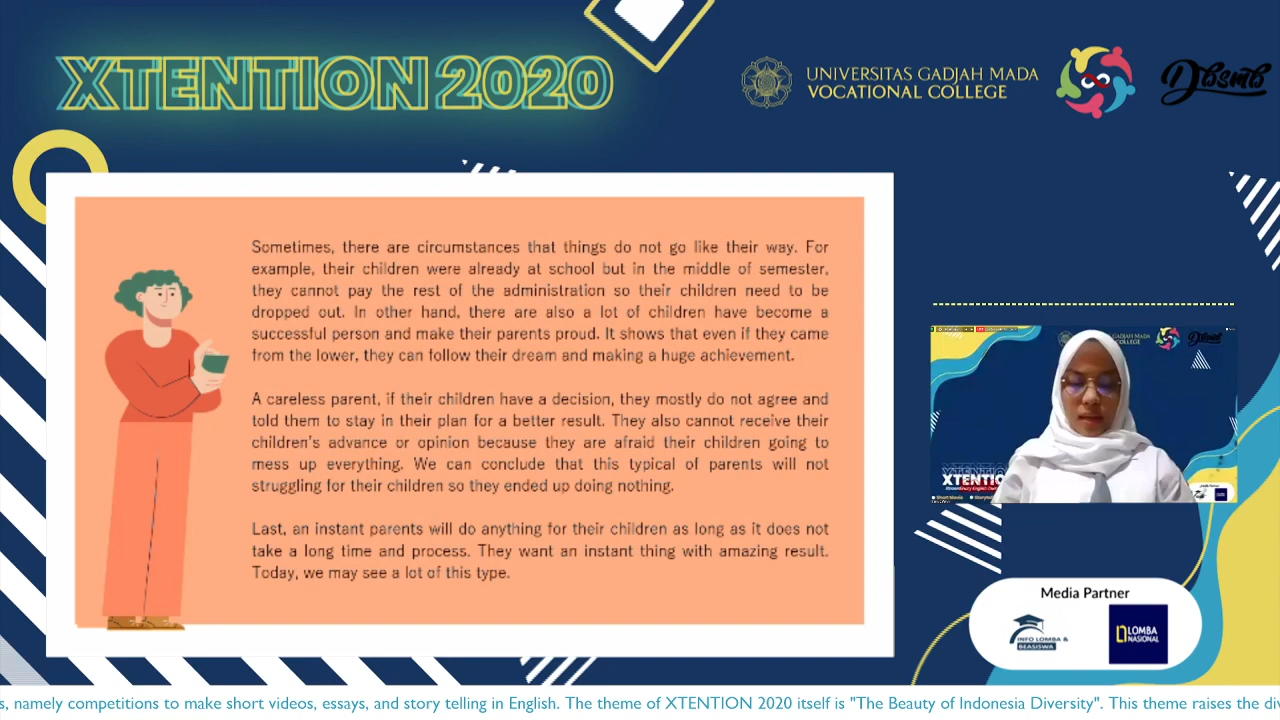 XTENTION 2020
UNIVERSITAS GADJAH MADA
VOCATIONAL COLLEGE
Dbsmb
Sometimes, there are circumstances that things do not go like their way. For
example, their children were already at school but in the middle of semester,
they cannot pay the rest of the administration so their children need to be
dropped out. In other hand, there are also a lot of children have become a
successful person and make their parents proud. It shows that even if they came
from the lower, they can follow their dream and making a huge achievement.
A careless parent, if their children have a decision, they mostly do not agree and
told them to stay in their plan for a better result. They also cannot receive their
children's advance or opinion because they are afraid their children going to
mess up everything. We can conclude that this typical of parents will not
struggling for their children so they ended up doing nothing.
Last, an instant parents will do anything for their children as long as it does not
take a long time and process. They want an instant thing with amazing result.
Today, we may see a lot of this type.
GADJAH MADA
COLLEGE
Dbsmb
XTENTIO
Media Partner
INFO LOMBA &
BEASISWA
LOMBA
NASIONAL
s, namely competitions to make short videos, essays, and story telling in English. The theme of XTENTION 2020 itself is "The Beauty of Indonesia Diversity". This theme raises the div